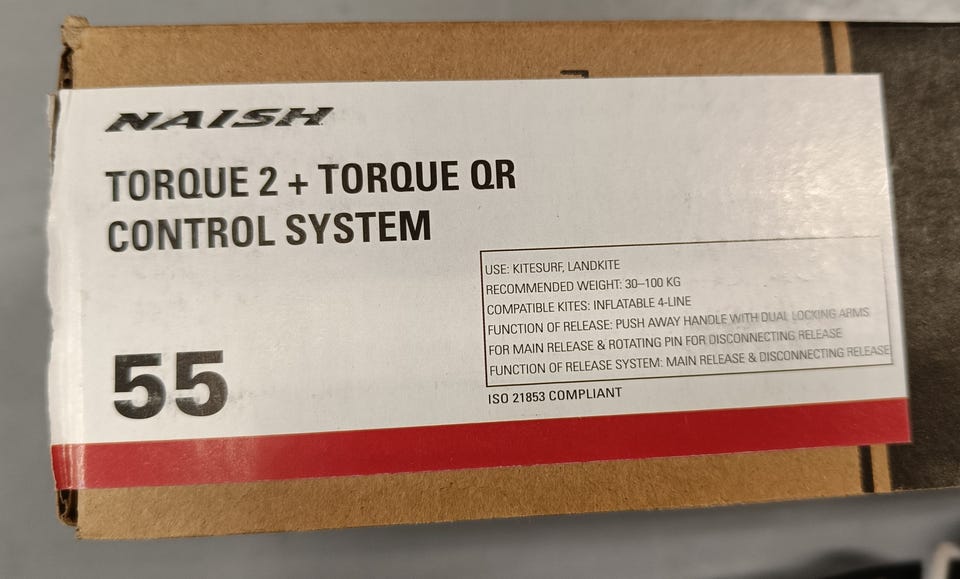 NAISH
TORQUE 2 + TORQUE QR
CONTROL SYSTEM
55
USE: KITESURF, LANDKITE
RECOMMENDED WEIGHT: 30–100 KG
COMPATIBLE KITES: INFLATABLE 4-LINE
FUNCTION OF RELEASE: PUSH AWAY HANDLE WITH DUAL LOCKING ARMS
FOR MAIN RELEASE & ROTATING PIN FOR DISCONNECTING RELEASE
FUNCTION OF RELEASE SYSTEM: MAIN RELEASE & DISCONNECTING RELEASE
ISO 21853 COMPLIANT